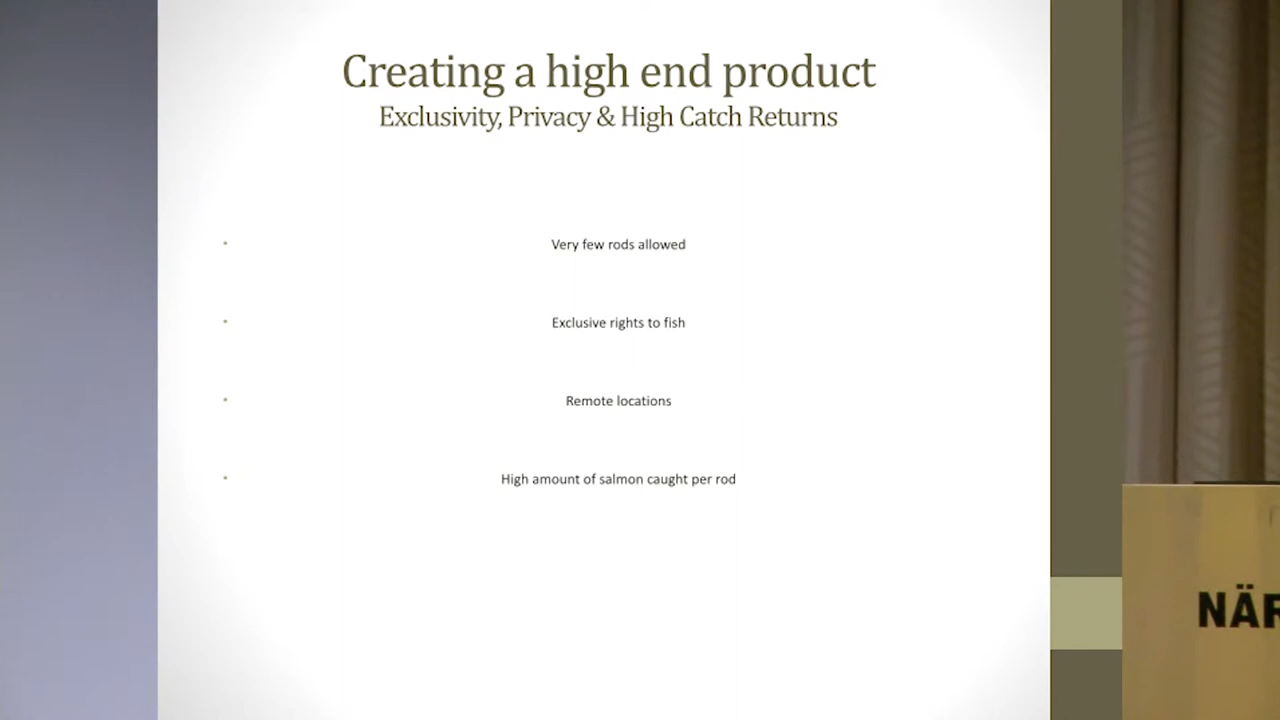 Creating a high end product
Exclusivity, Privacy & High Catch Returns
• Very few rods allowed
• Exclusive rights to fish
• Remote locations
• High amount of salmon caught per rod